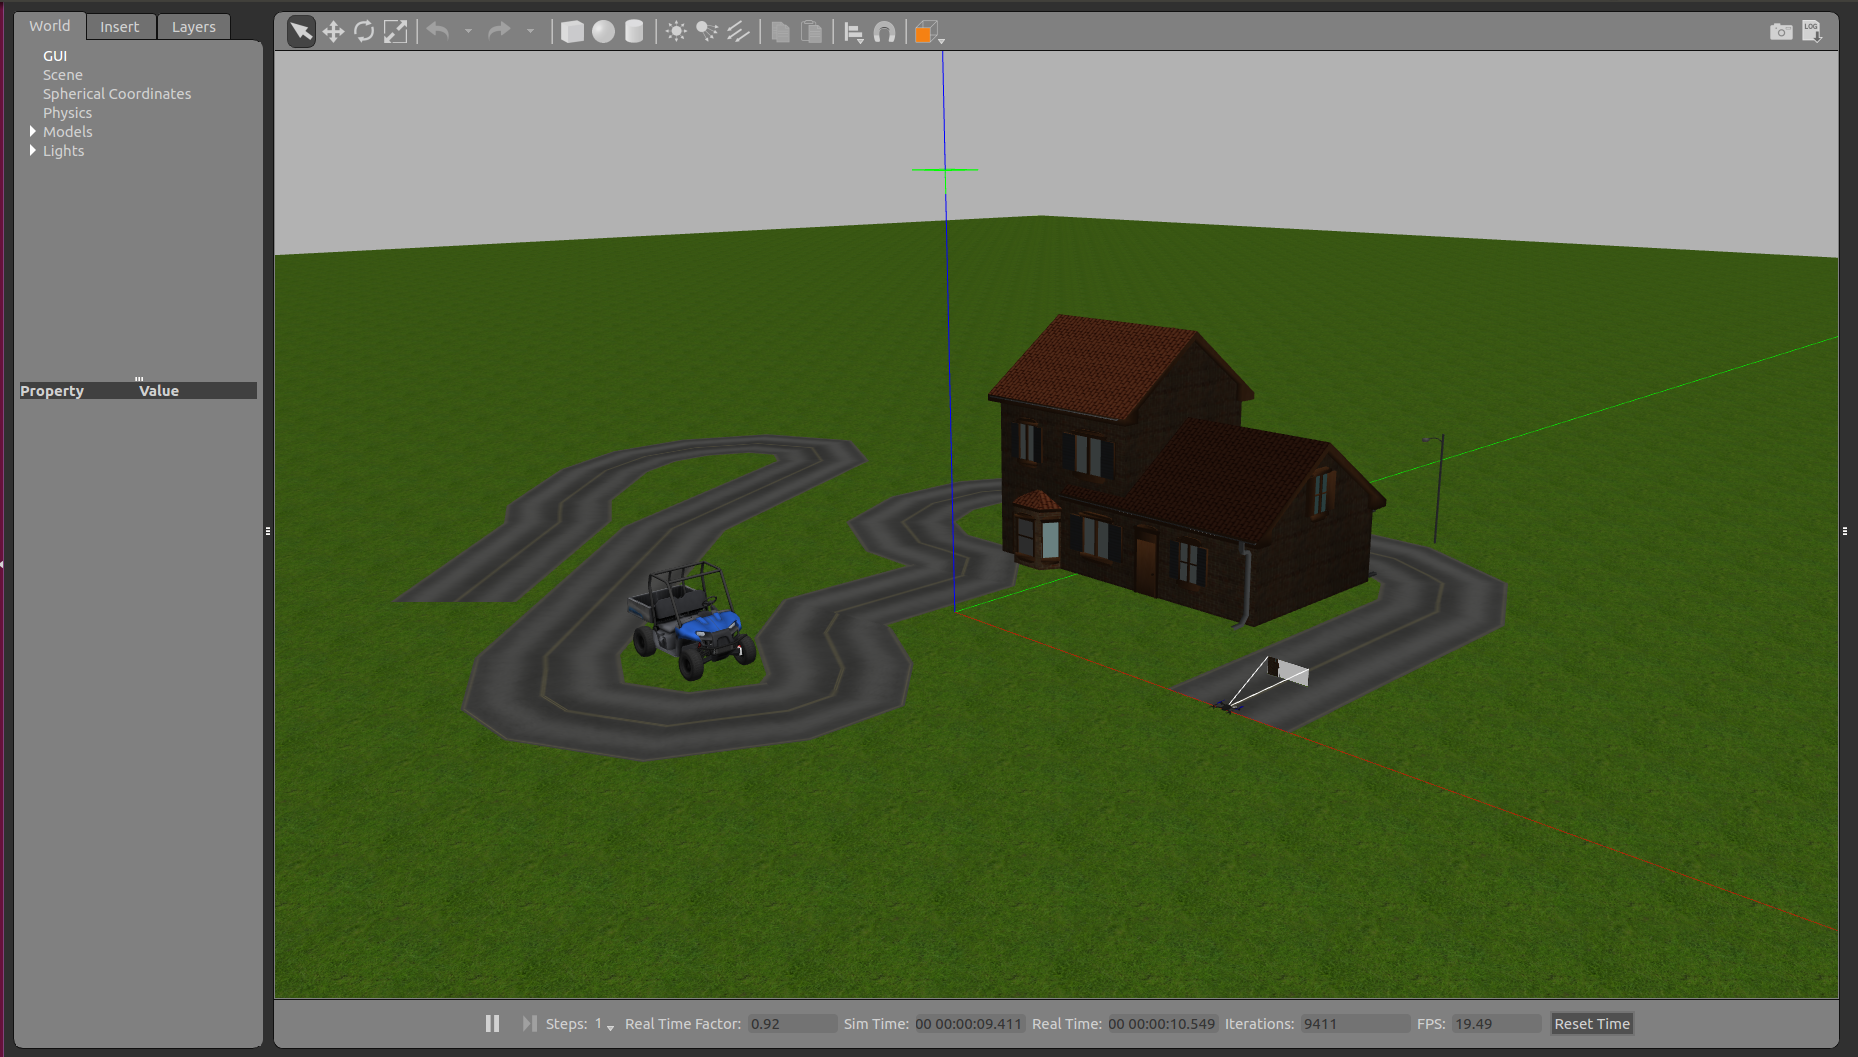 World Insert Layers
GUI
Scene
Spherical Coordinates
Physics
Models
Lights
Property Value
LOG
Steps: 1 Real Time Factor: 0.92 Sim Time: 00 00:00:09.411 Real Time: 00 00:00:10.549 Iterations: 9411 FPS: 19.49 Reset Time